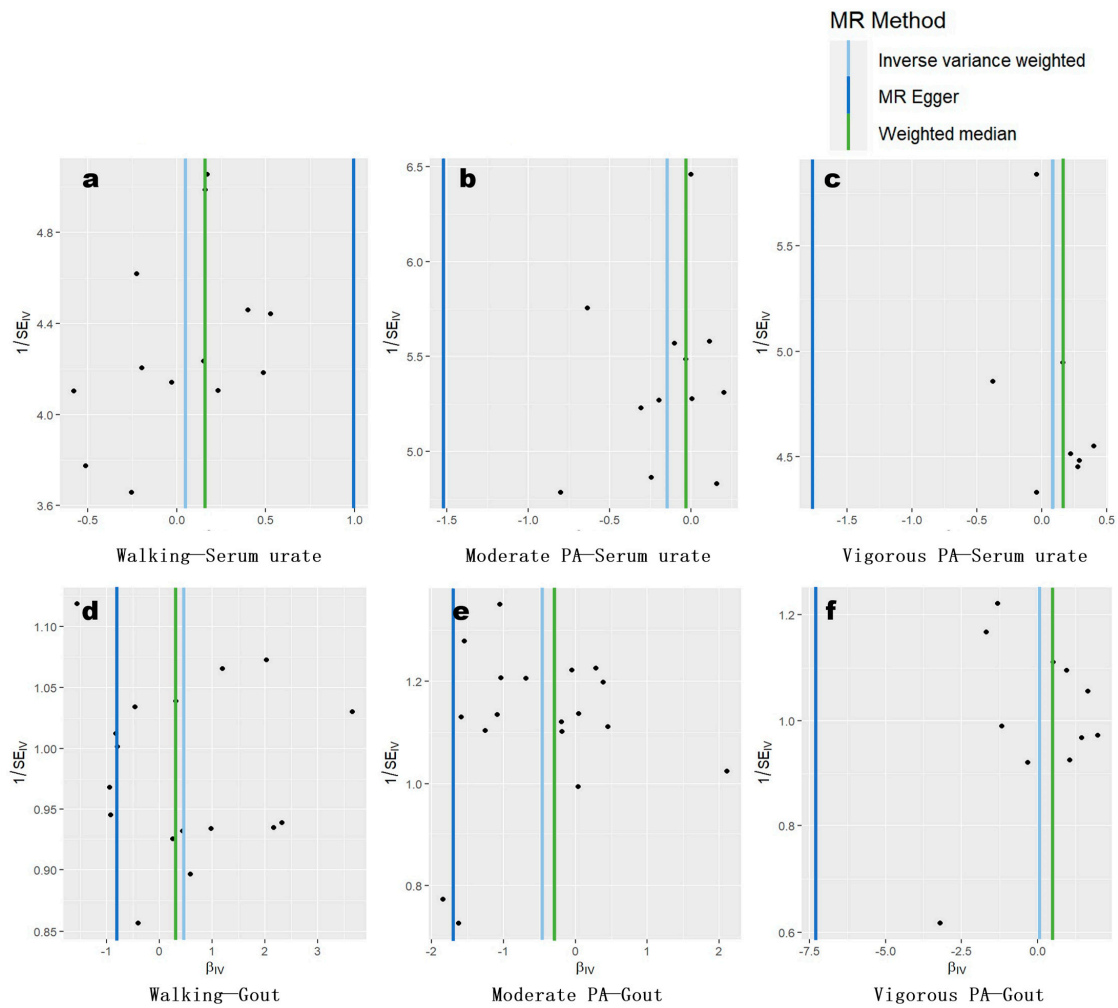 MR Method
Inverse variance weighted
MR Egger
Weighted median
a
1/SE_IV
4.8
4.4
4.0
3.6
-0.5 0.0 0.5 1.0
Walking—Serum urate
b
1/SE_IV
6.5
6.0
5.5
5.0
-1.5 -1.0 -0.5 0.0
Moderate PA—Serum urate
c
1/SE_IV
5.5
5.0
4.5
-1.5 -1.0 -0.5 0.0 0.5
Vigorous PA—Serum urate
d
1/SE_IV
1.10
1.05
1.00
0.95
0.90
0.85
-1 0 1 2 3
β_IV
Walking—Gout
e
1/SE_IV
1.2
1.0
0.8
-2 -1 0 1 2
β_IV
Moderate PA—Gout
f
1/SE_IV
1.2
1.0
0.8
0.6
-7.5 -5.0 -2.5 0.0
β_IV
Vigorous PA—Gout